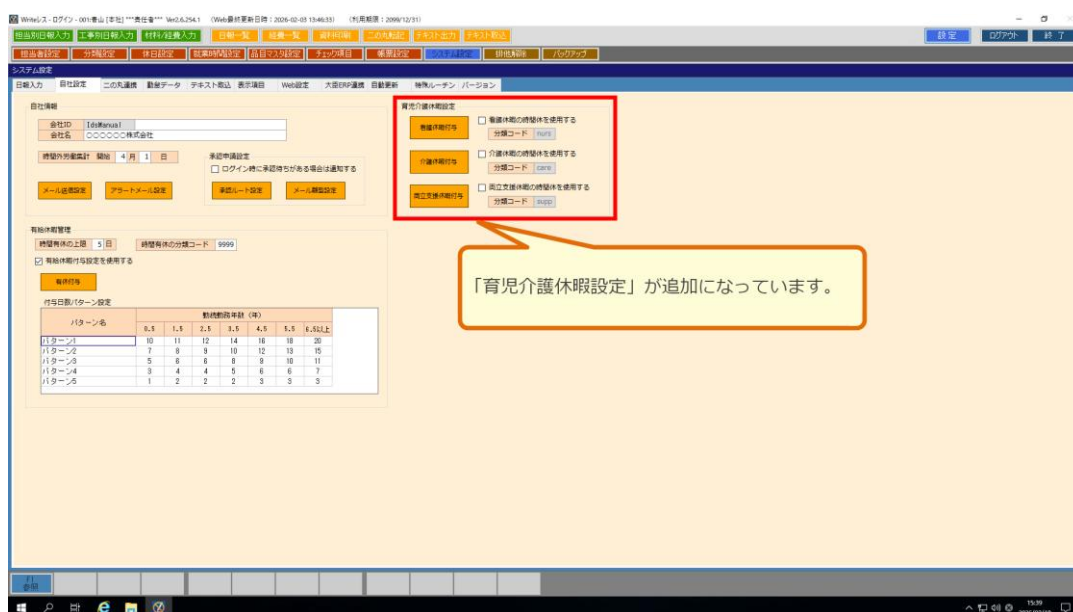 Writeレス - ログイン - 001:春山 [本社] ***責任者*** Ver2.6.254.1 (Web最終更新日時：2026-02-03 13:46:33) (利用期限：2099/12/31)
担当別日報入力 工事別日報入力 材料/経費入力 日報一覧 経費一覧 資料印刷 二の丸転記 テキスト出力 テキスト取込 設 定 ログアウト 終 了
担当者設定 分類設定 休日設定 就業時間設定 品目マスタ設定 チェック項目 帳票設定 システム設定 排他解除 バックアップ
システム設定
日報入力 自社設定 二の丸連携 勤怠データ テキスト取込 表示項目 Web設定 大臣ERP連携 自動更新 特殊ルーチン バージョン
自社情報
会社ID IdsManual
会社名 〇〇〇〇〇〇株式会社
時間外労働集計 開始 4 月 1 日
承認申請設定
ログイン時に承認待ちがある場合は通知する
メール送信設定 アラートメール設定 承認ルート設定 メール雛型設定
有給休暇管理
時間有休の上限 5 日 時間有休の分類コード 9999
有給休暇付与設定を使用する
有休付与
付与日数パターン設定
パターン名 勤続勤務年数（年）
0.5 1.5 2.5 3.5 4.5 5.5 6.5以上
パターン1 10 11 12 14 16 18 20
パターン2 7 8 9 10 12 13 15
パターン3 5 6 6 8 9 10 11
パターン4 3 4 4 5 6 6 7
パターン5 1 2 2 2 3 3 3
育児介護休暇設定
看護休暇付与 看護休暇の時間休を使用する
分類コード nurs
介護休暇付与 介護休暇の時間休を使用する
分類コード care
両立支援休暇付与 両立支援休暇の時間休を使用する
分類コード supp
「育児介護休暇設定」が追加になっています。
F1
参照
15:39